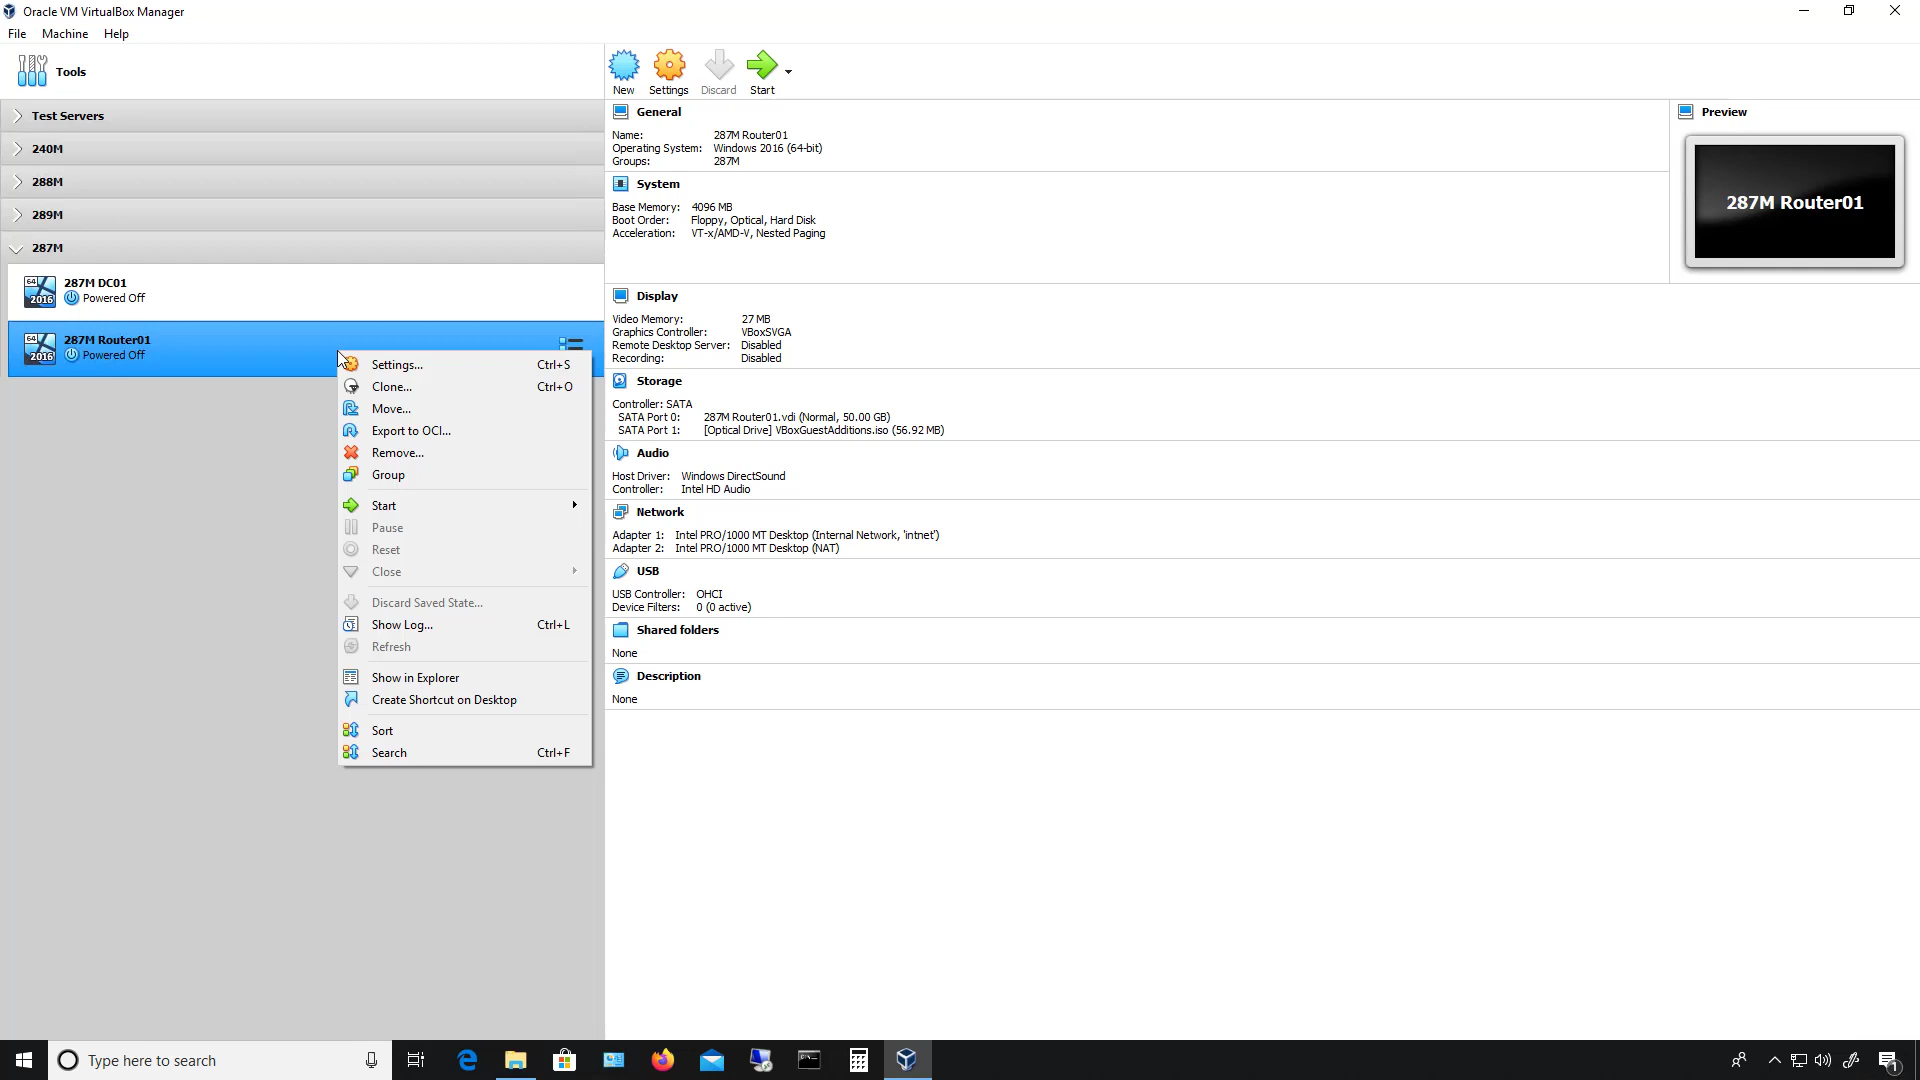 Oracle VM VirtualBox Manager
File Machine Help
Tools
New Settings Discard Start
Test Servers
240M
288M
289M
287M
64
2016
287M DC01
Powered Off
64
2016
287M Router01
Powered Off
Settings... Ctrl+S
Clone... Ctrl+O
Move...
Export to OCI...
Remove...
Group
Start
Pause
Reset
Close
Discard Saved State...
Show Log... Ctrl+L
Refresh
Show in Explorer
Create Shortcut on Desktop
Sort
Search Ctrl+F
General
Name: 287M Router01
Operating System: Windows 2016 (64-bit)
Groups: 287M
System
Base Memory: 4096 MB
Boot Order: Floppy, Optical, Hard Disk
Acceleration: VT-x/AMD-V, Nested Paging
Preview
287M Router01
Display
Video Memory: 27 MB
Graphics Controller: VBoxSVGA
Remote Desktop Server: Disabled
Recording: Disabled
Storage
Controller: SATA
SATA Port 0: 287M Router01.vdi (Normal, 50.00 GB)
SATA Port 1: [Optical Drive] VBoxGuestAdditions.iso (56.92 MB)
Audio
Host Driver: Windows DirectSound
Controller: Intel HD Audio
Network
Adapter 1: Intel PRO/1000 MT Desktop (Internal Network, 'intnet')
Adapter 2: Intel PRO/1000 MT Desktop (NAT)
USB
USB Controller: OHCI
Device Filters: 0 (0 active)
Shared folders
None
Description
None
Type here to search
1